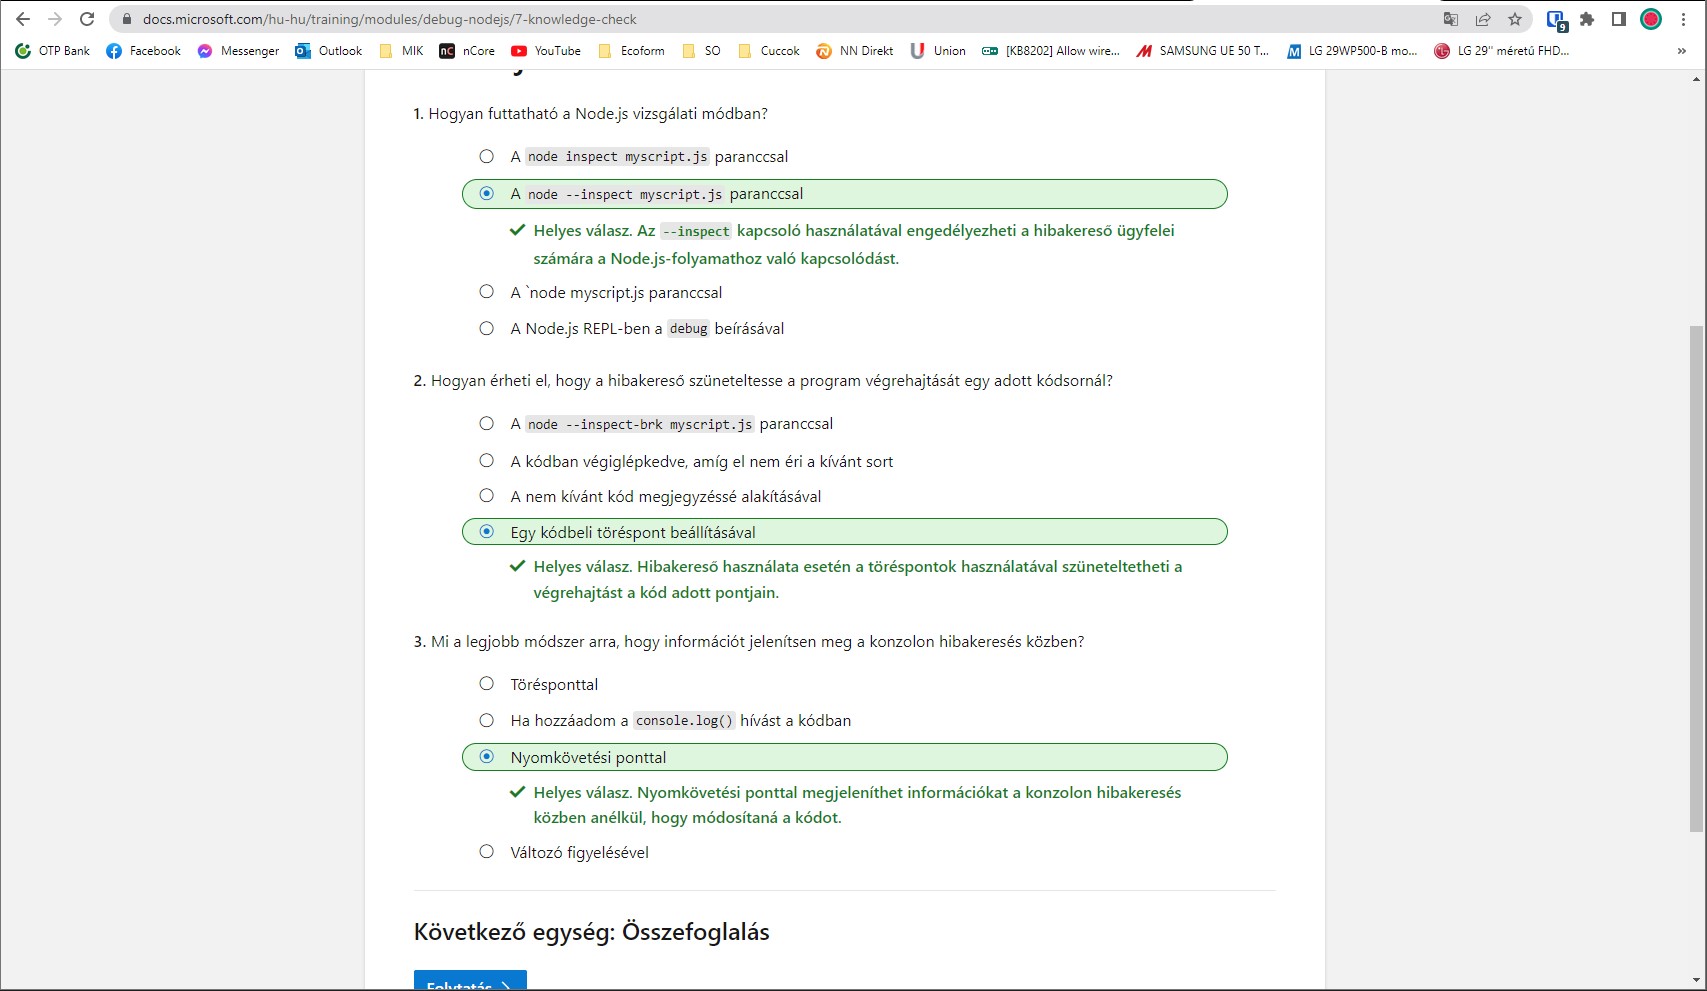 docs.microsoft.com/hu-hu/training/modules/debug-nodejs/7-knowledge-check
9
OTP Bank
Facebook
Messenger
Outlook
MIK
nC nCore
YouTube
Ecoform
SO
Cuccok
NN Direkt
Union
[KB8202] Allow wire...
SAMSUNG UE 50 T...
LG 29WP500-B mo...
LG 29" méretű FHD...
»
1. Hogyan futtatható a Node.js vizsgálati módban?
A node inspect myscript.js paranccsal
A node --inspect myscript.js paranccsal
Helyes válasz. Az --inspect kapcsoló használatával engedélyezheti a hibakereső ügyfelei
számára a Node.js-folyamathoz való kapcsolódást.
A `node myscript.js paranccsal
A Node.js REPL-ben a debug beírásával
2. Hogyan érheti el, hogy a hibakereső szüneteltesse a program végrehajtását egy adott kódsornál?
A node --inspect-brk myscript.js paranccsal
A kódban végiglépkedve, amíg el nem éri a kívánt sort
A nem kívánt kód megjegyzéssé alakításával
Egy kódbeli töréspont beállításával
Helyes válasz. Hibakereső használata esetén a töréspontok használatával szüneteltetheti a
végrehajtást a kód adott pontjain.
3. Mi a legjobb módszer arra, hogy információt jelenítsen meg a konzolon hibakeresés közben?
Törésponttal
Ha hozzáadom a console.log() hívást a kódban
Nyomkövetési ponttal
Helyes válasz. Nyomkövetési ponttal megjeleníthet információkat a konzolon hibakeresés
közben anélkül, hogy módosítaná a kódot.
Változó figyelésével
Következő egység: Összefoglalás
Folytatás